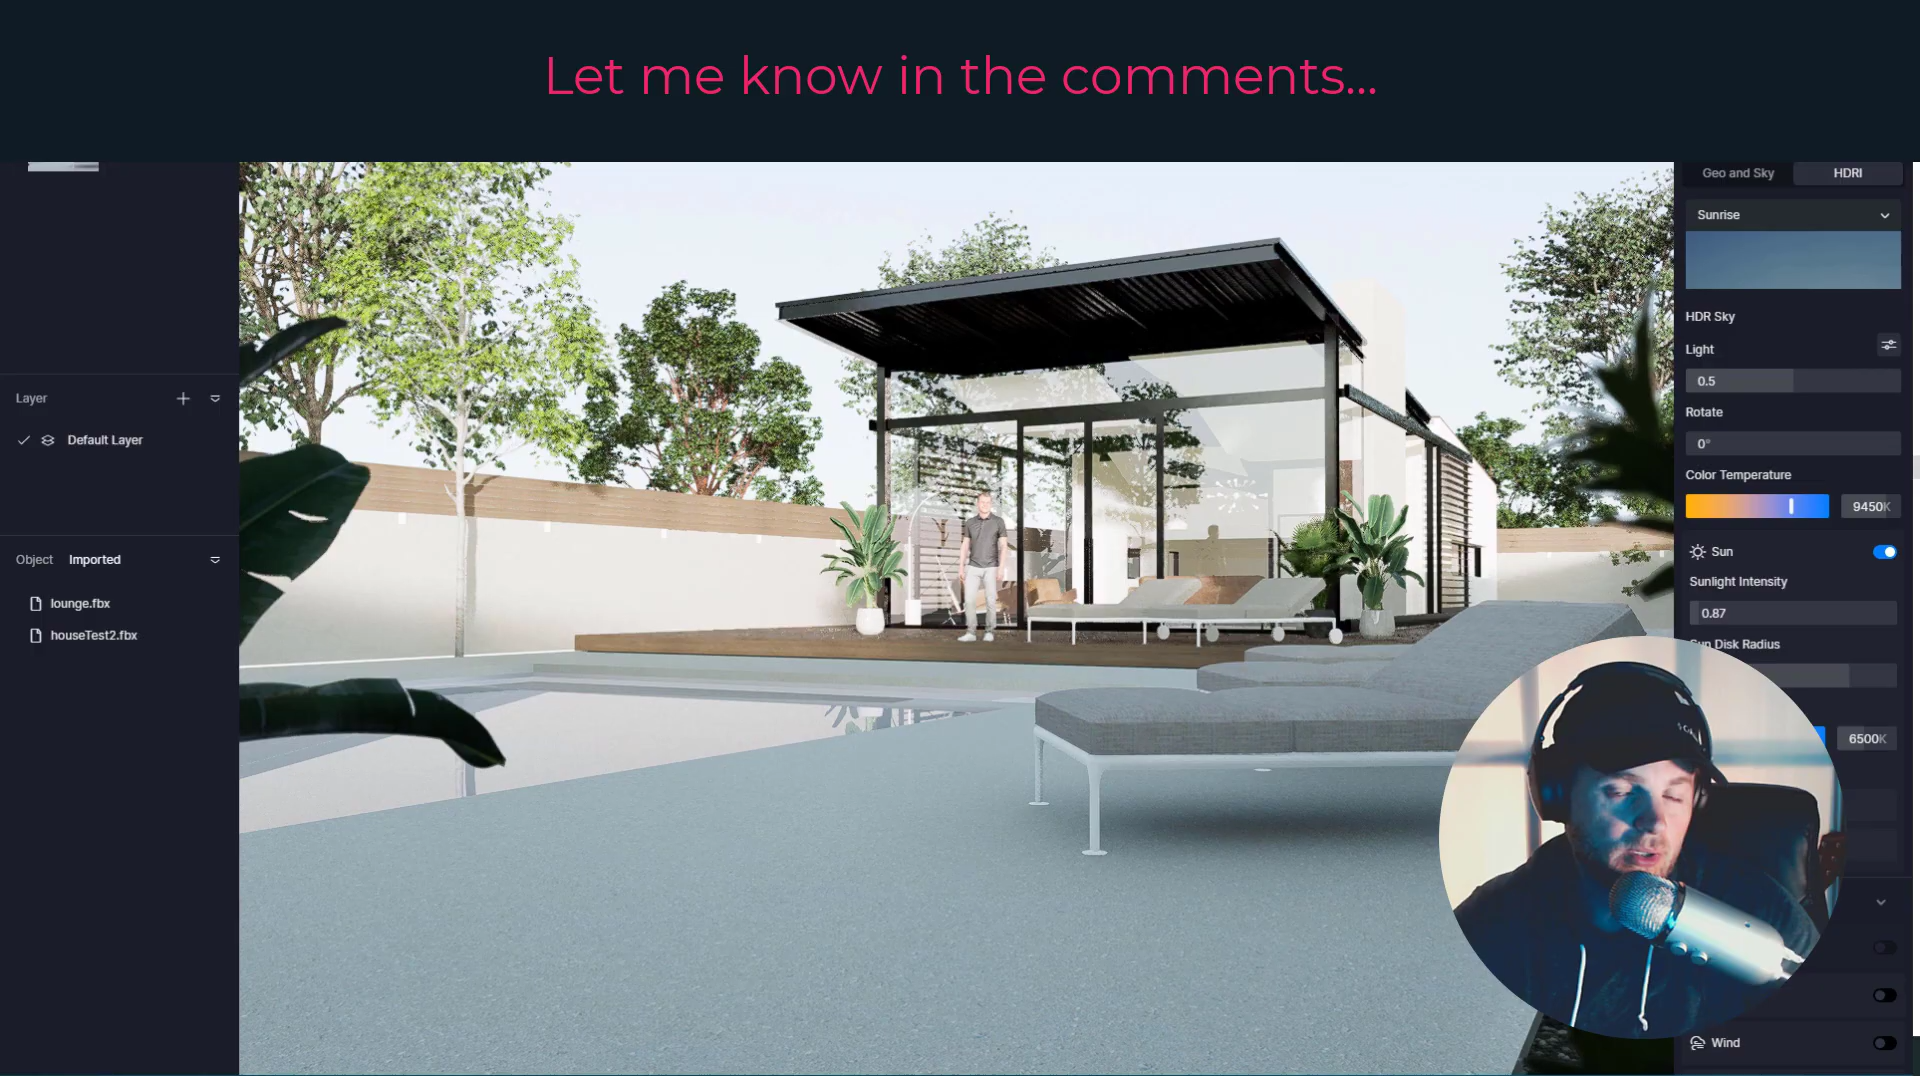 Let me know in the comments...
Geo and Sky
HDRI
Sunrise
HDR Sky
Light
0.5
Rotate
0°
Color Temperature
9450K
Sun
Sunlight Intensity
0.87
Disk Radius
6500K
Wind
Layer
Default Layer
Object
Imported
lounge.fbx
houseTest2.fbx